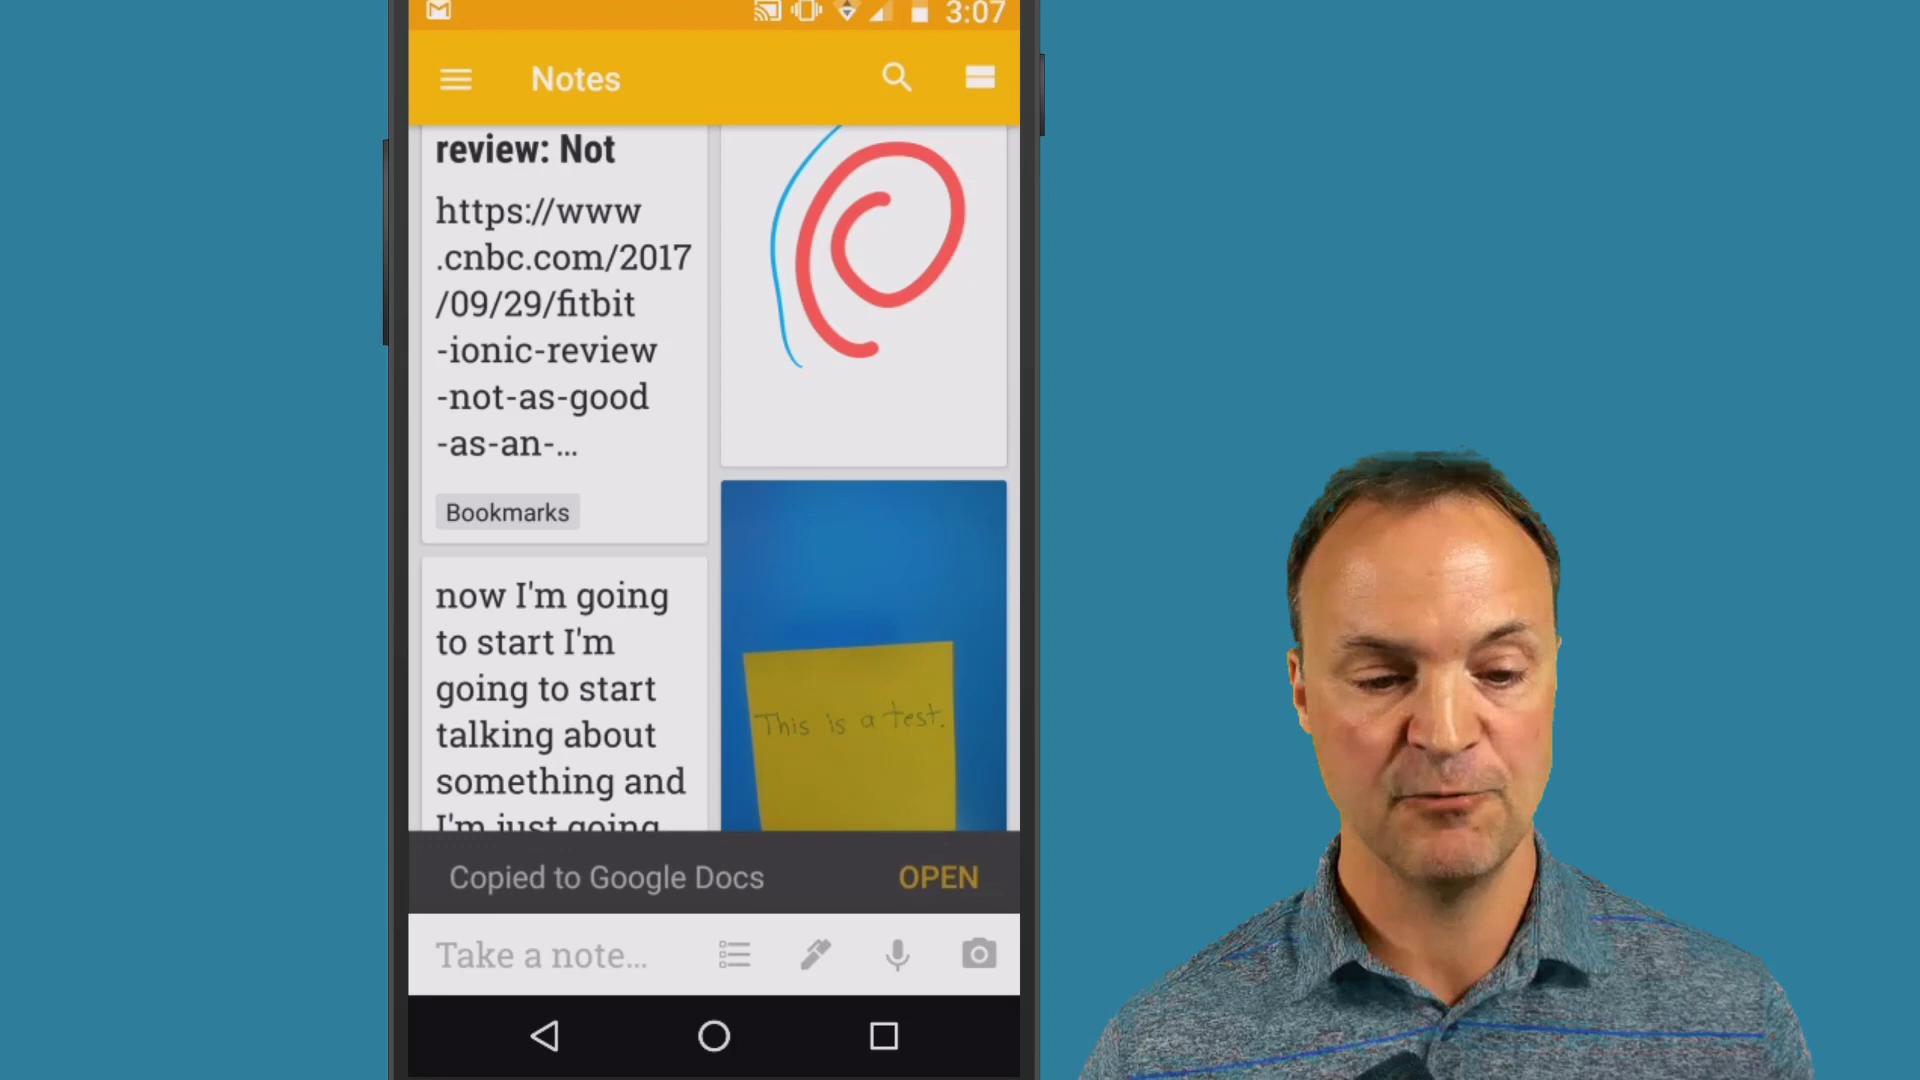 3:07
Notes
review: Not
https://www
.cnbc.com/2017
/09/29/fitbit
-ionic-review
-not-as-good
-as-an-...
Bookmarks
now I'm going
to start I'm
going to start
talking about
something and
I'm just going
This is a test.
Copied to Google Docs
OPEN
Take a note...